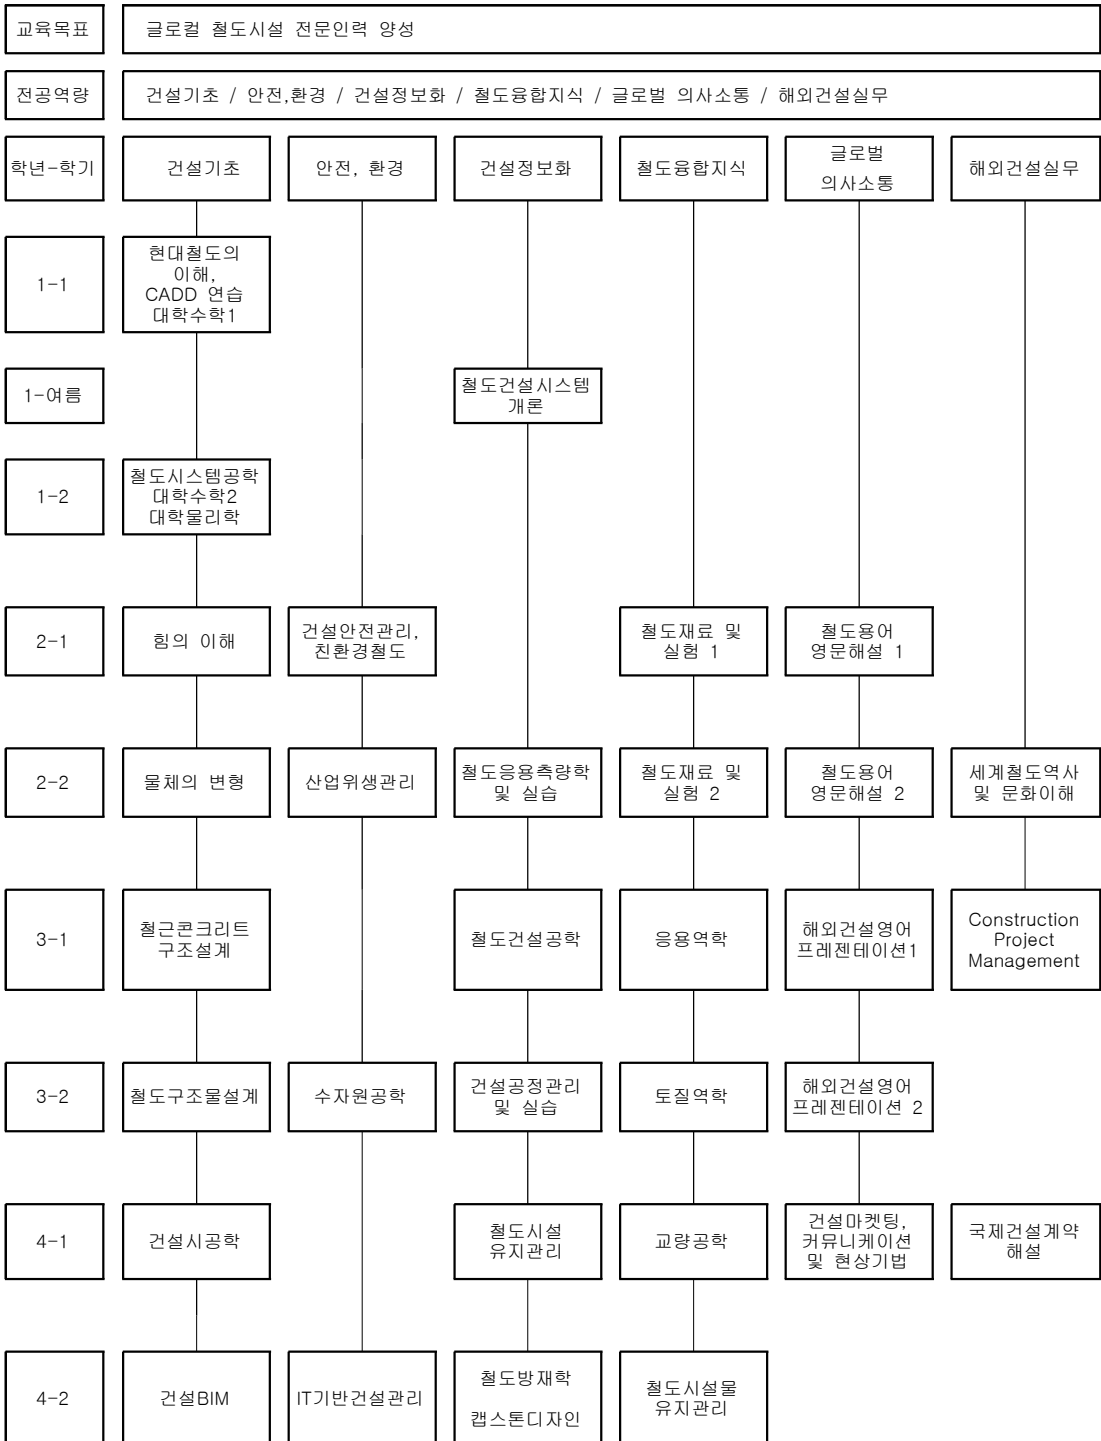 교육목표
글로컬 철도시설 전문인력 양성
전공역량
건설기초 / 안전,환경 / 건설정보화 / 철도융합지식 / 글로벌 의사소통 / 해외건설실무
학년-학기
건설기초
안전, 환경
건설정보화
철도융합지식
글로벌
의사소통
해외건설실무
1-1
현대철도의
이해,
CADD 연습
대학수학1
1-여름
철도건설시스템
개론
1-2
철도시스템공학
대학수학2
대학물리학
2-1
힘의 이해
건설안전관리,
친환경철도
철도재료 및
실험 1
철도용어
영문해설 1
2-2
물체의 변형
산업위생관리
철도응용측량학
및 실습
철도재료 및
실험 2
철도용어
영문해설 2
세계철도역사
및 문화이해
3-1
철근콘크리트
구조설계
철도건설공학
응용역학
해외건설영어
프레젠테이션1
Construction
Project
Management
3-2
철도구조물설계
수자원공학
건설공정관리
및 실습
토질역학
해외건설영어
프레젠테이션 2
4-1
건설시공학
철도시설
유지관리
교량공학
건설마켓팅,
커뮤니케이션
및 현상기법
국제건설계약
해설
4-2
건설BIM
IT기반건설관리
철도방재학
캡스톤디자인
철도시설물
유지관리